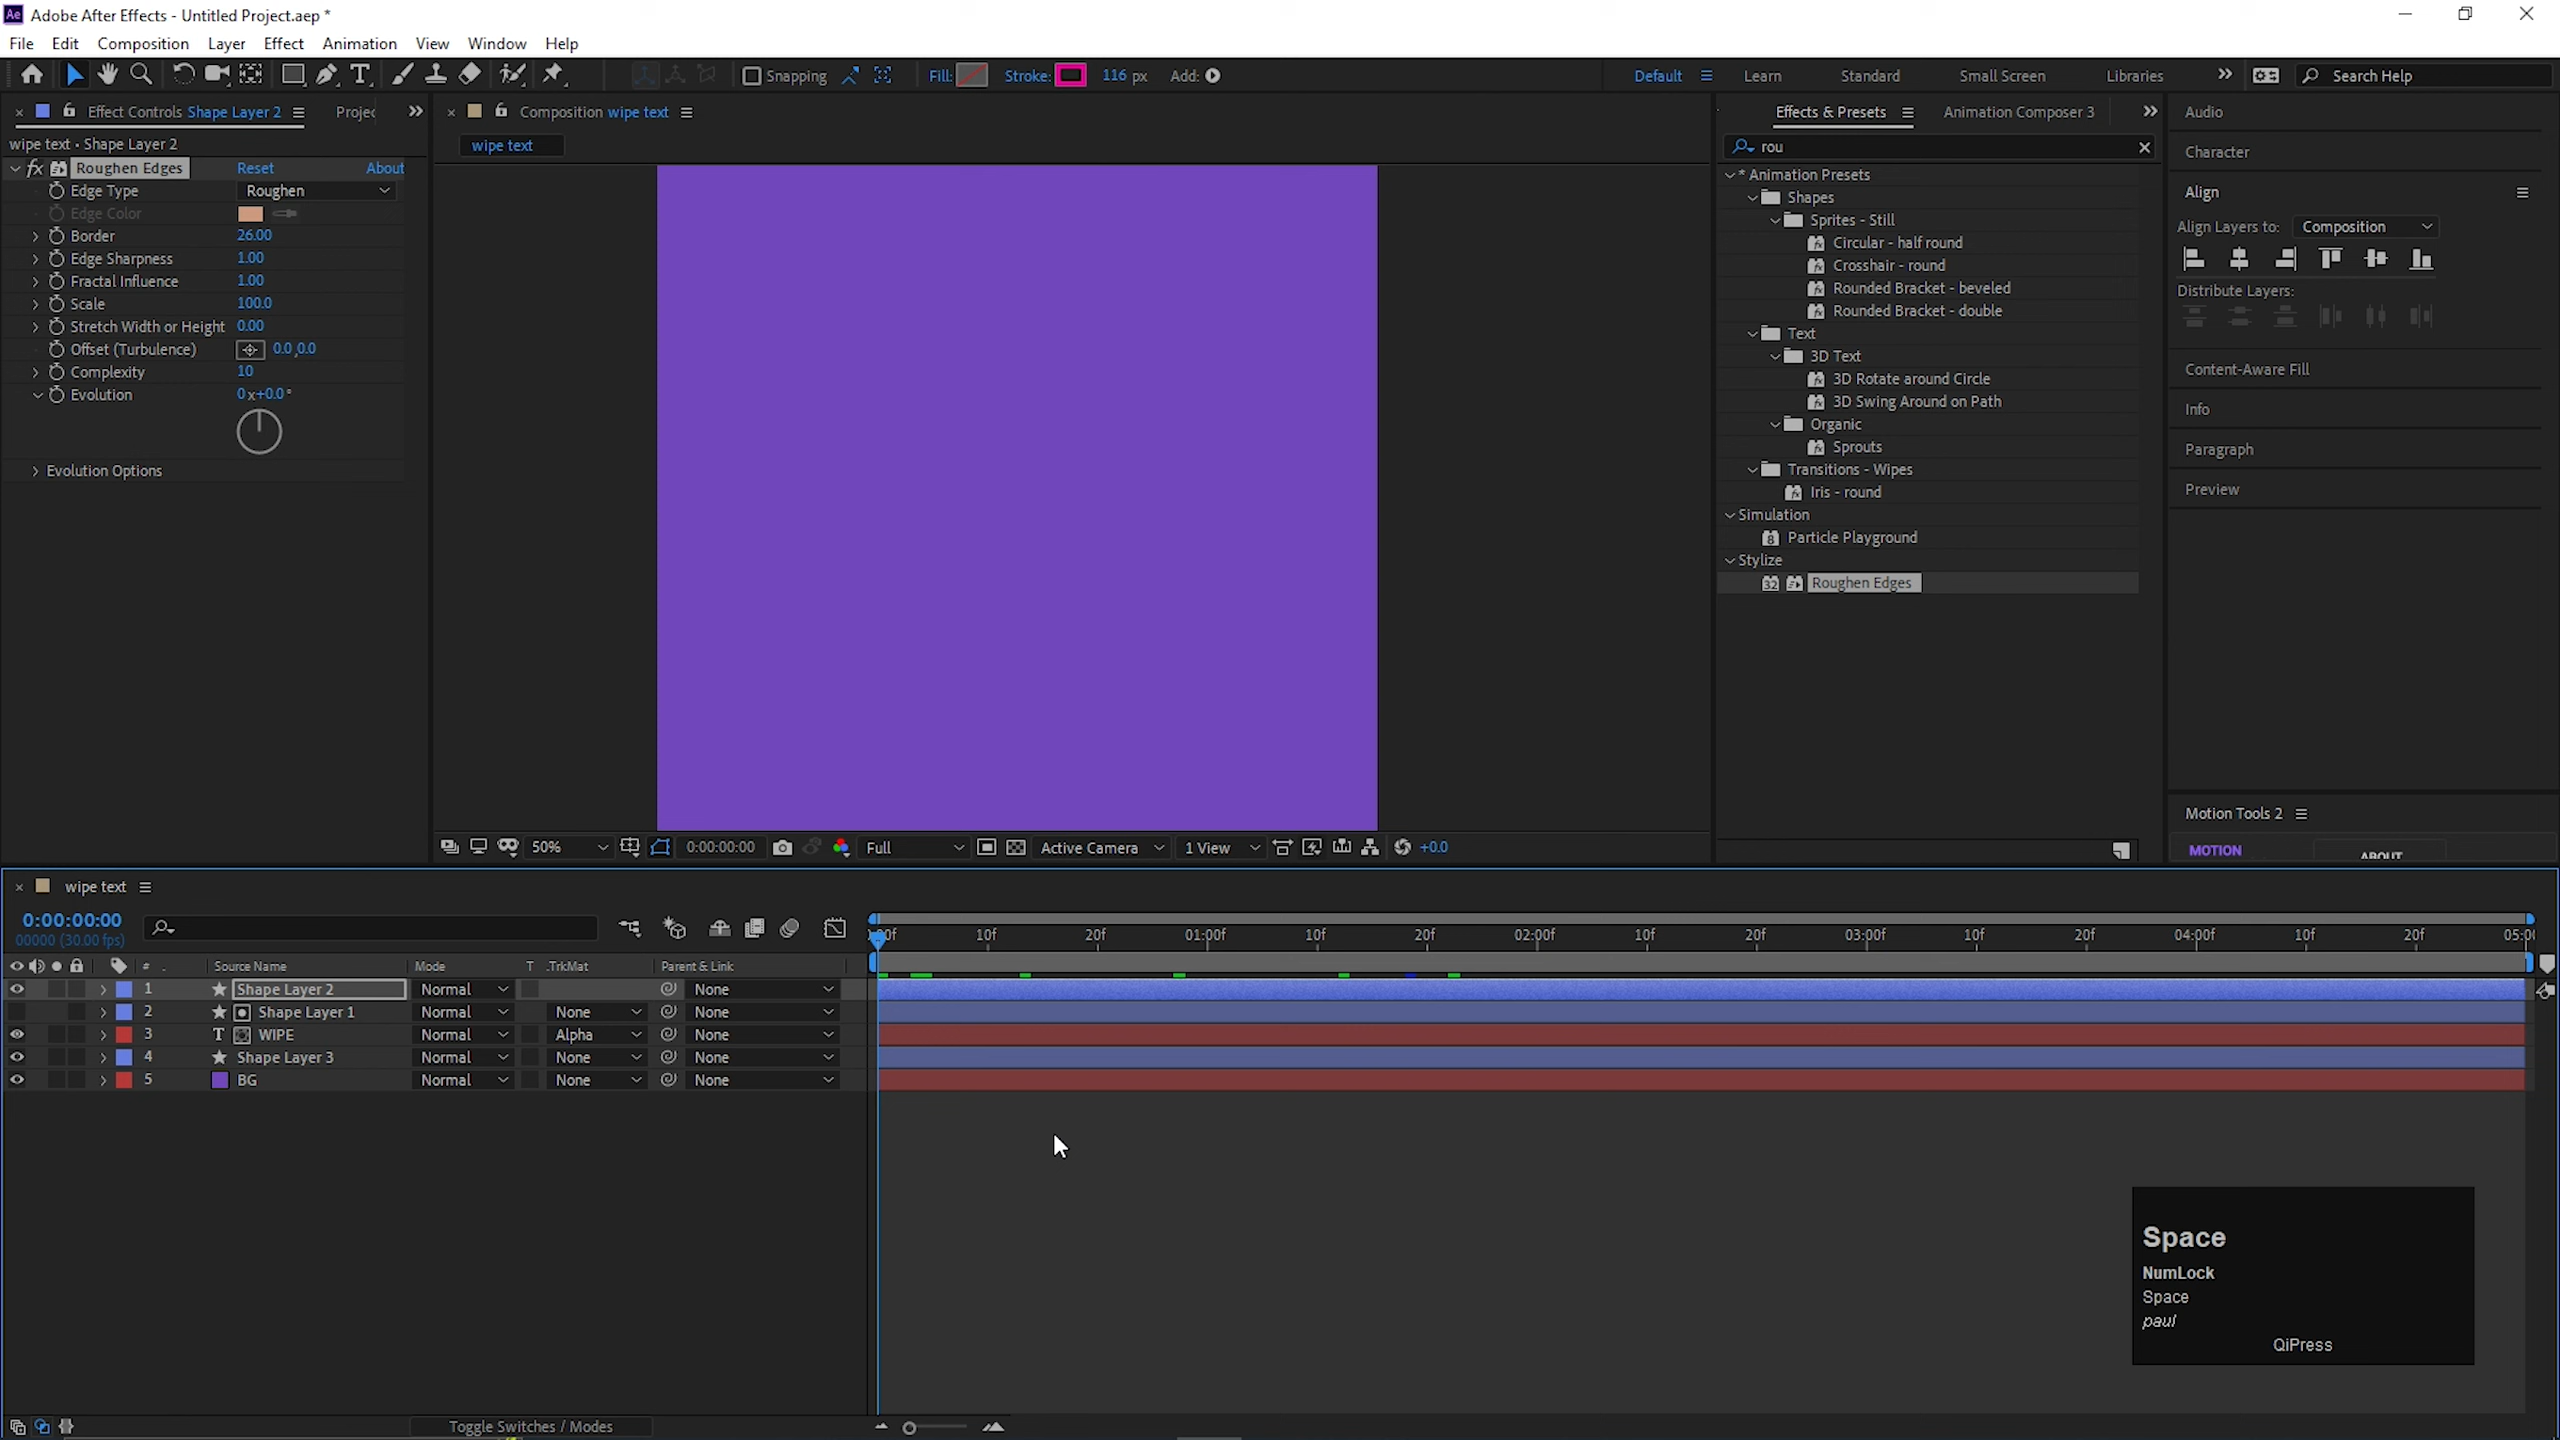 Adobe After Effects - Untitled Project.aep *
File Edit Composition Layer Effect Animation View Window Help
Snapping Fill: Stroke: 116 px Add: Default Learn Standard Small Screen Libraries Search Help
Effect Controls Shape Layer 2 Projec
wipe text • Shape Layer 2
fx Roughen Edges Reset About
Edge Type Roughen
Edge Color
Border 26.00
Edge Sharpness 1.00
Fractal Influence 1.00
Scale 100.0
Stretch Width or Height 0.00
Offset (Turbulence) 0.0,0.0
Complexity 10
Evolution 0x+0.0°
Evolution Options
Composition wipe text
wipe text
50% 0:00:00:00 Full Active Camera 1 View +0.0
Effects & Presets Animation Composer 3
rou
* Animation Presets
Shapes
Sprites - Still
Circular - half round
Crosshair - round
Rounded Bracket - beveled
Rounded Bracket - double
Text
3D Text
3D Rotate around Circle
3D Swing Around on Path
Organic
Sprouts
Transitions - Wipes
Iris - round
Simulation
Particle Playground
Stylize
32 Roughen Edges
Audio
Character
Align
Align Layers to: Composition
Distribute Layers:
Content-Aware Fill
Info
Paragraph
Preview
Motion Tools 2
MOTION ABOUT
wipe text
0:00:00:00
00000 (30.00 fps)
10f 20f 01:00f 10f 20f 02:00f 10f 20f 03:00f 10f 20f 04:00f 10f 20f 05:00
# Source Name Mode T .TrkMat Parent & Link
1 Shape Layer 2 Normal None
2 Shape Layer 1 Normal None None
3 T WIPE Normal Alpha None
4 Shape Layer 3 Normal None None
5 BG Normal None None
Space
NumLock
Space
paul
QiPress
Toggle Switches / Modes